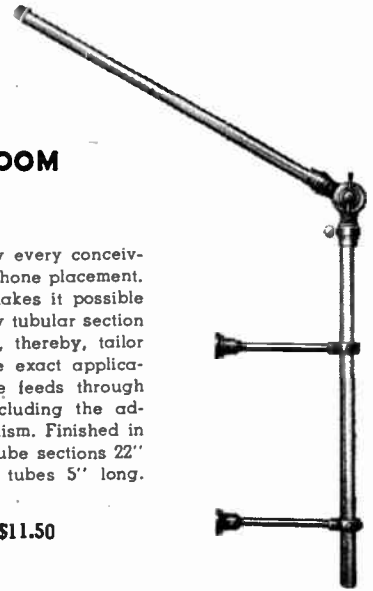 OOM
y every conceiv-
hone placement.
akes it possible
y tubular section
, thereby, tailor
e exact applica-
e feeds through
cluding the ad-
ism. Finished in
ube sections 22"
tubes 5" long.
$11.50